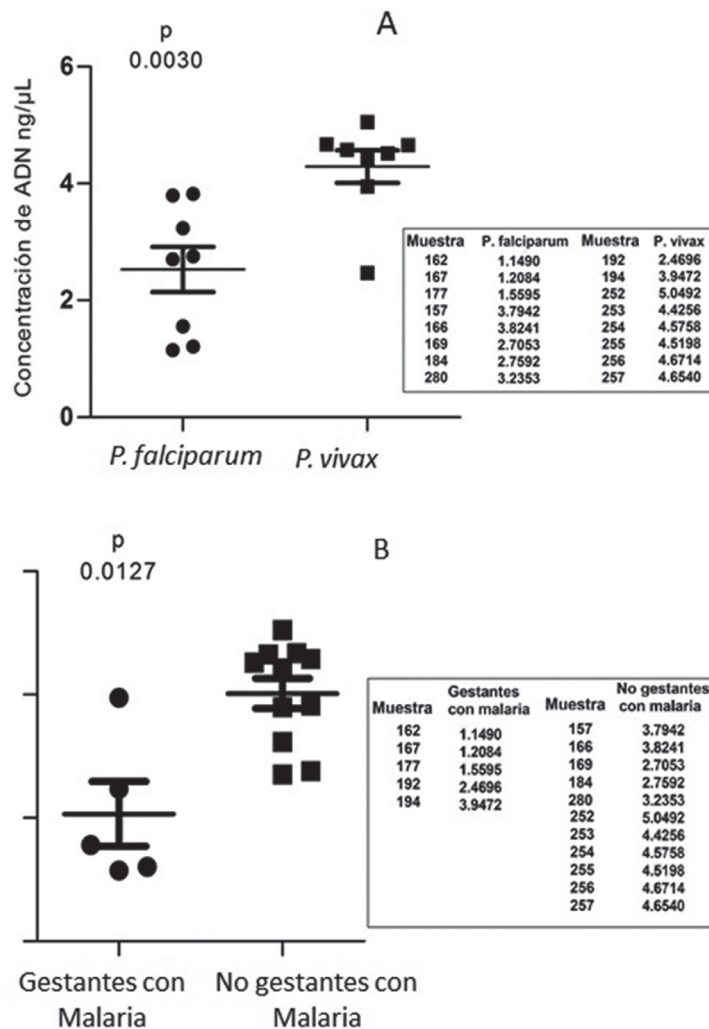 A
p
0.0030
Concentración de ADN ng/µL
6
4
2
0
Muestra P. falciparum Muestra P. vivax
162 1.1490 192 2.4696
167 1.2084 194 3.9472
177 1.5595 252 5.0492
157 3.7942 253 4.4256
166 3.8241 254 4.5758
169 2.7053 255 4.5198
184 2.7592 256 4.6714
280 3.2353 257 4.6540
P. falciparum P. vivax
B
p
0.0127
Gestantes No gestantes
Muestra con malaria Muestra con malaria
162 1.1490 157 3.7942
167 1.2084 166 3.8241
177 1.5595 169 2.7053
192 2.4696 184 2.7592
194 3.9472 280 3.2353
252 5.0492
253 4.4256
254 4.5758
255 4.5198
256 4.6714
257 4.6540
Gestantes con No gestantes con
Malaria Malaria